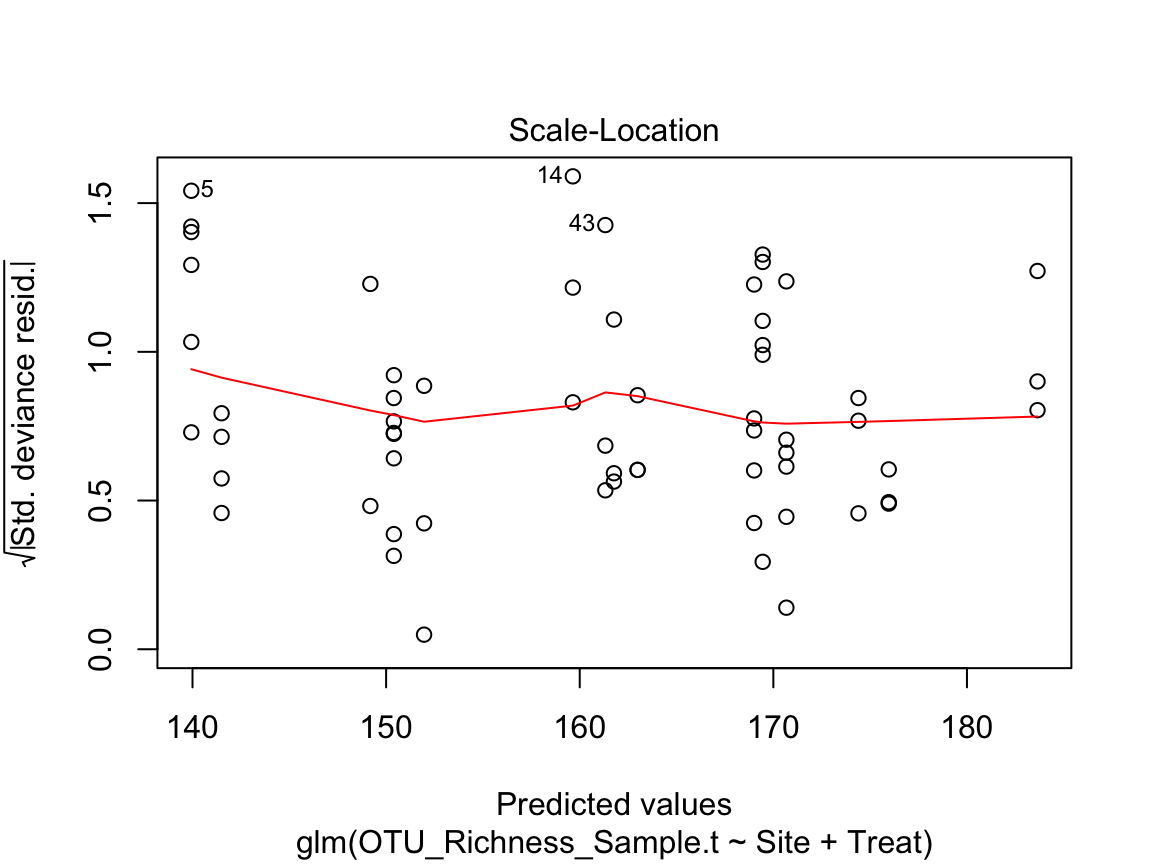 Scale-Location
√|Std. deviance resid.|
1.5
1.0
0.5
0.0
5
14
43
140 150 160 170 180
Predicted values
glm(OTU_Richness_Sample.t ~ Site + Treat)